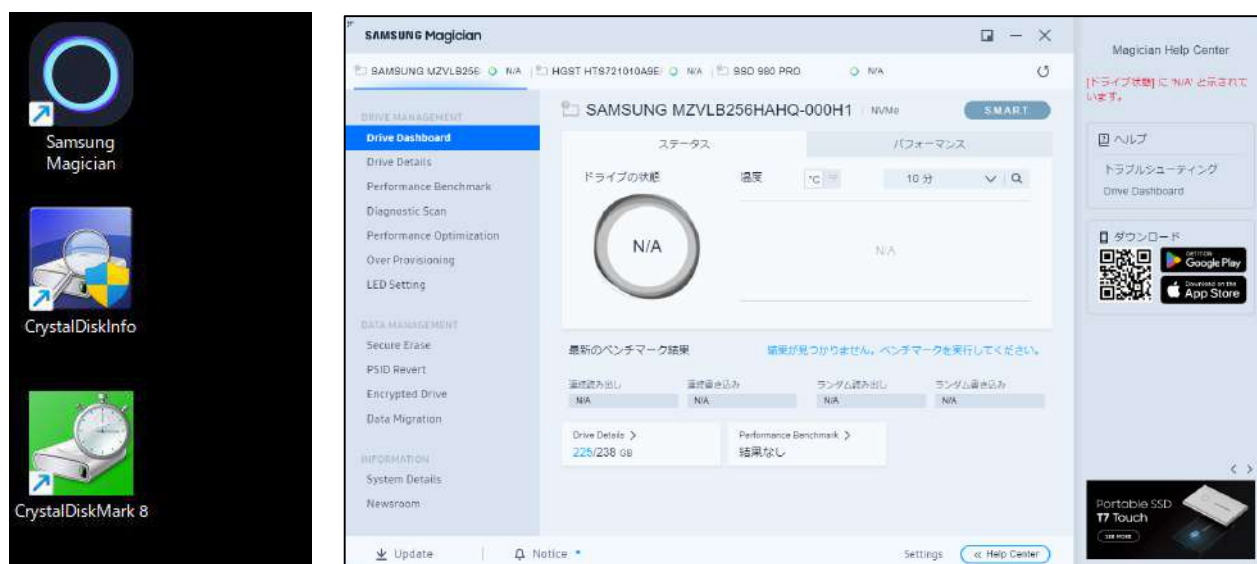 Samsung
Magician
CrystalDiskInfo
CrystalDiskMark 8
SAMSUNG Magician
SAMSUNG MZVLB256 N/A
HGST HTS721010A9E N/A
SSD 980 PRO N/A
DRIVE MANAGEMENT
Drive Dashboard
Drive Details
Performance Benchmark
Diagnostic Scan
Performance Optimization
Over Provisioning
LED Setting
DATA MANAGEMENT
Secure Erase
PSID Revert
Encrypted Drive
Data Migration
INFORMATION
System Details
Newsroom
SAMSUNG MZVLB256HAHQ-000H1 NVMe
S.M.A.R.T
ステータス
パフォーマンス
ドライブの状態
温度
°C °F
10 分
N/A
N/A
最新のベンチマーク結果
結果が見つかりません。ベンチマークを実行してください。
連続読み出し
連続書き込み
ランダム読み出し
ランダム書き込み
N/A
N/A
N/A
N/A
Drive Details >
225/238 GB
Performance Benchmark >
結果なし
Update
Notice
Settings
« Help Center
Magician Help Center
[ドライブ状態] に 'N/A' と示されて
います。
ヘルプ
トラブルシューティング
Drive Dashboard
ダウンロード
GET IT ON
Google Play
Download on the
App Store
Portable SSD
T7 Touch
SEE MORE